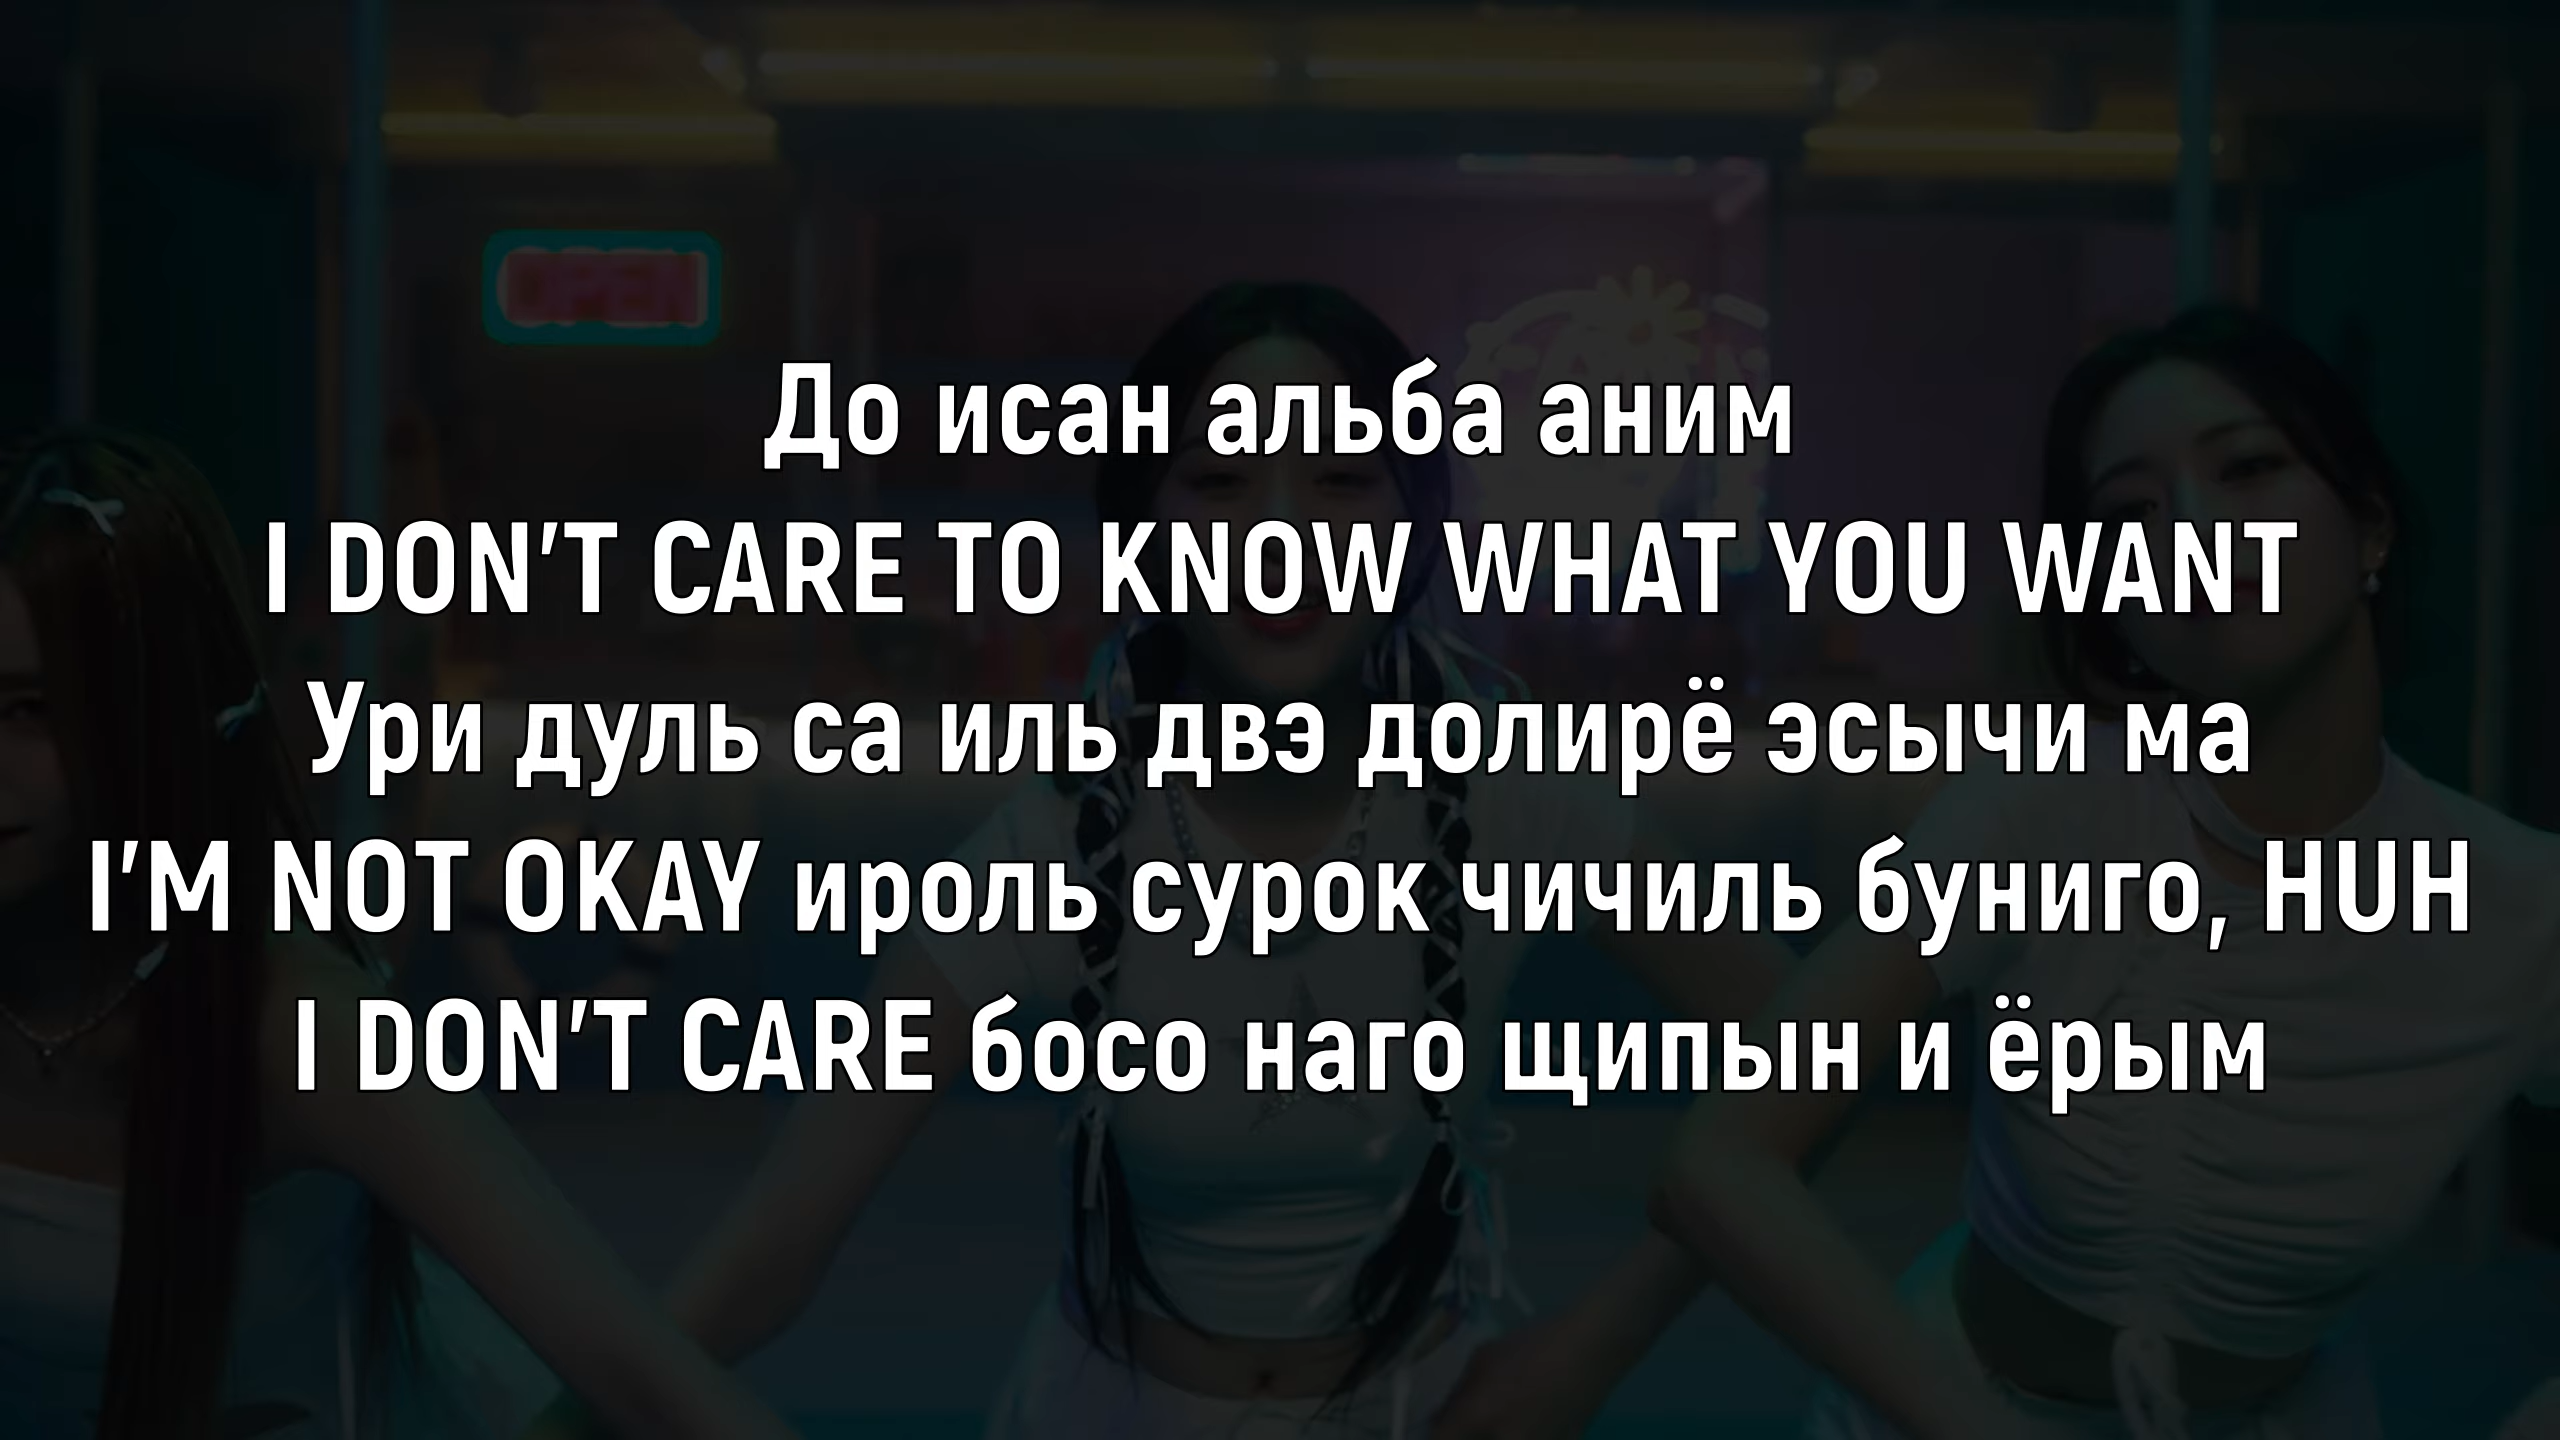 OPEN
До исан альба аним
I DON'T CARE TO KNOW WHAT YOU WANT
Ури дуль са иль двэ долирё эсычи ма
I'M NOT OKAY ироль сурок чичиль буниго, HUH
I DON'T CARE босо наго щипын и ёрым